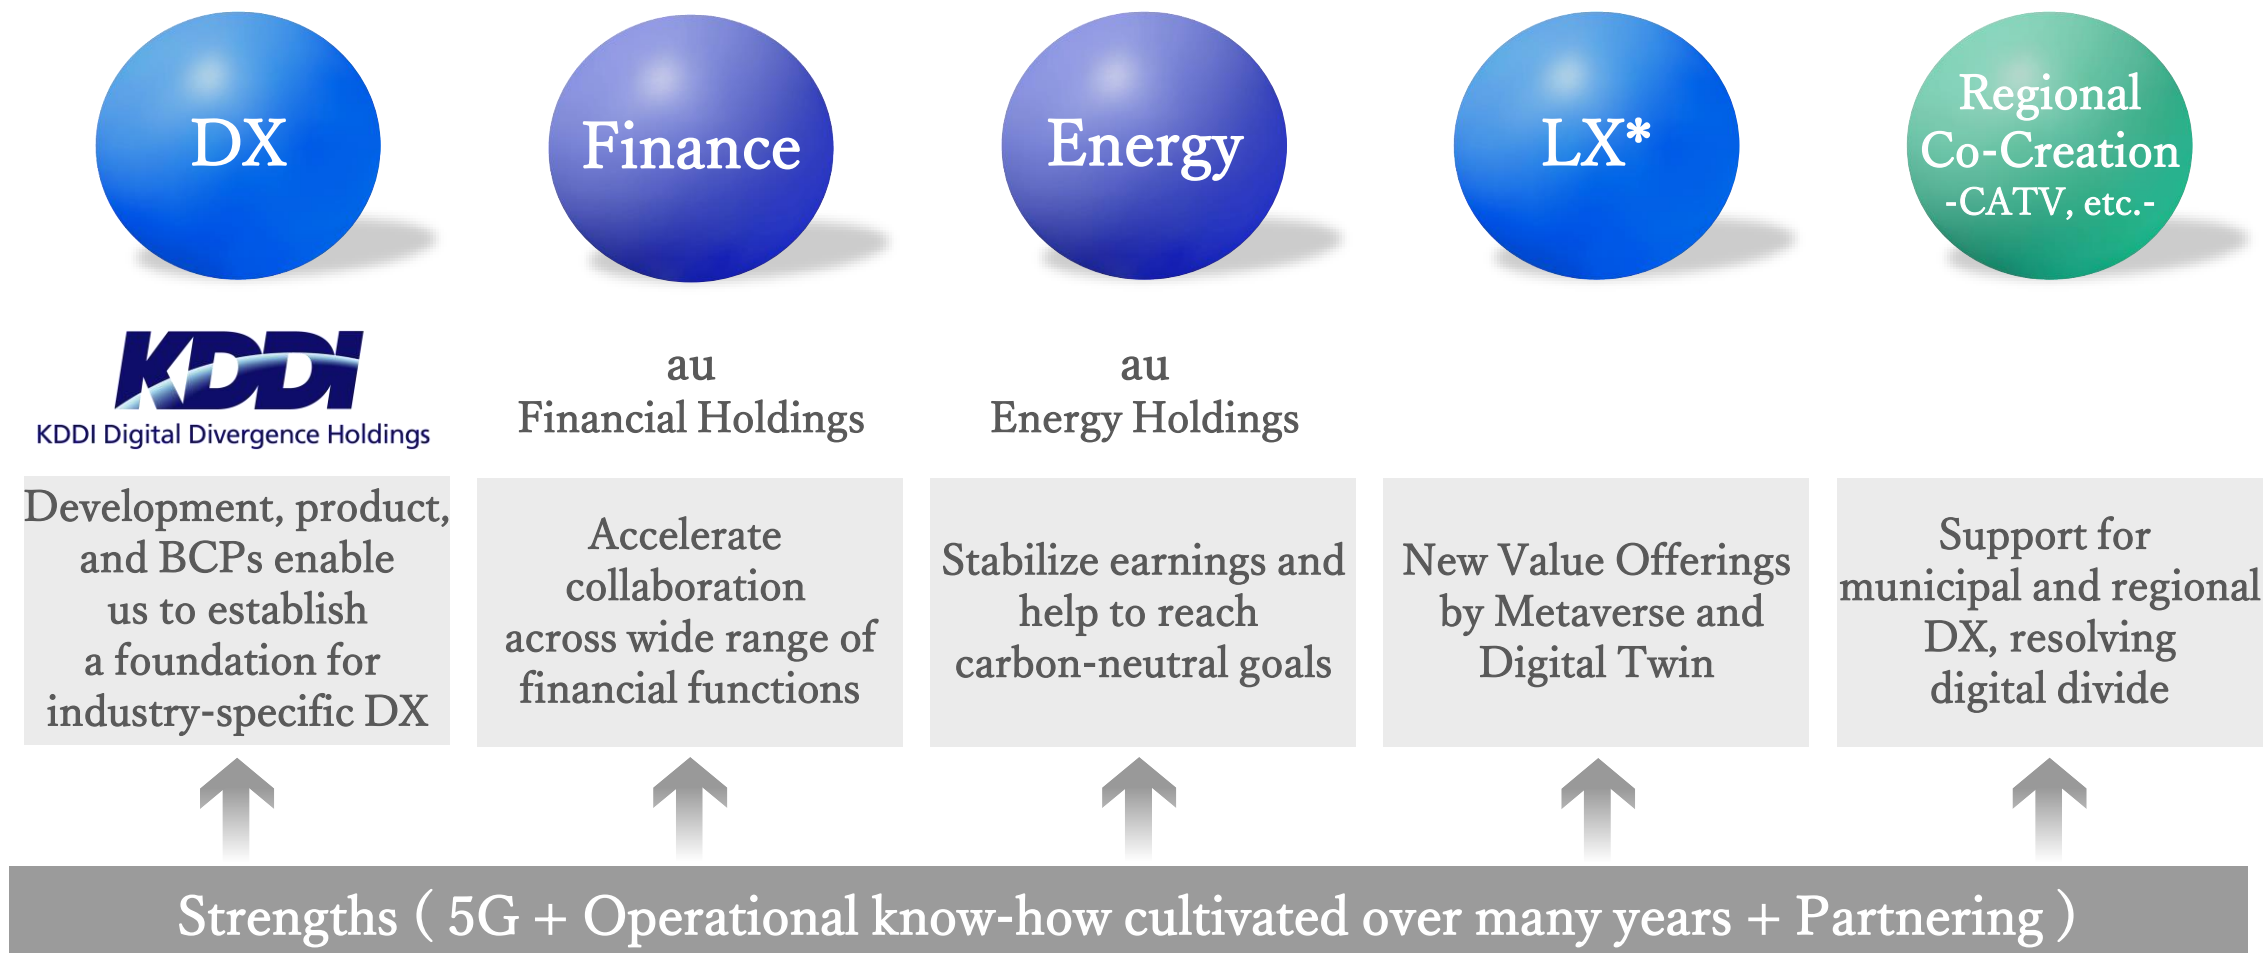 DX
Finance
Energy
LX*
Regional
Co-Creation
-CATV, etc.-
KDDI
KDDI Digital Divergence Holdings
au
Financial Holdings
au
Energy Holdings
Development, product,
and BCPs enable
us to establish
a foundation for
industry-specific DX
Accelerate
collaboration
across wide range of
financial functions
Stabilize earnings and
help to reach
carbon-neutral goals
New Value Offerings
by Metaverse and
Digital Twin
Support for
municipal and regional
DX, resolving
digital divide
Strengths ( 5G + Operational know-how cultivated over many years + Partnering )